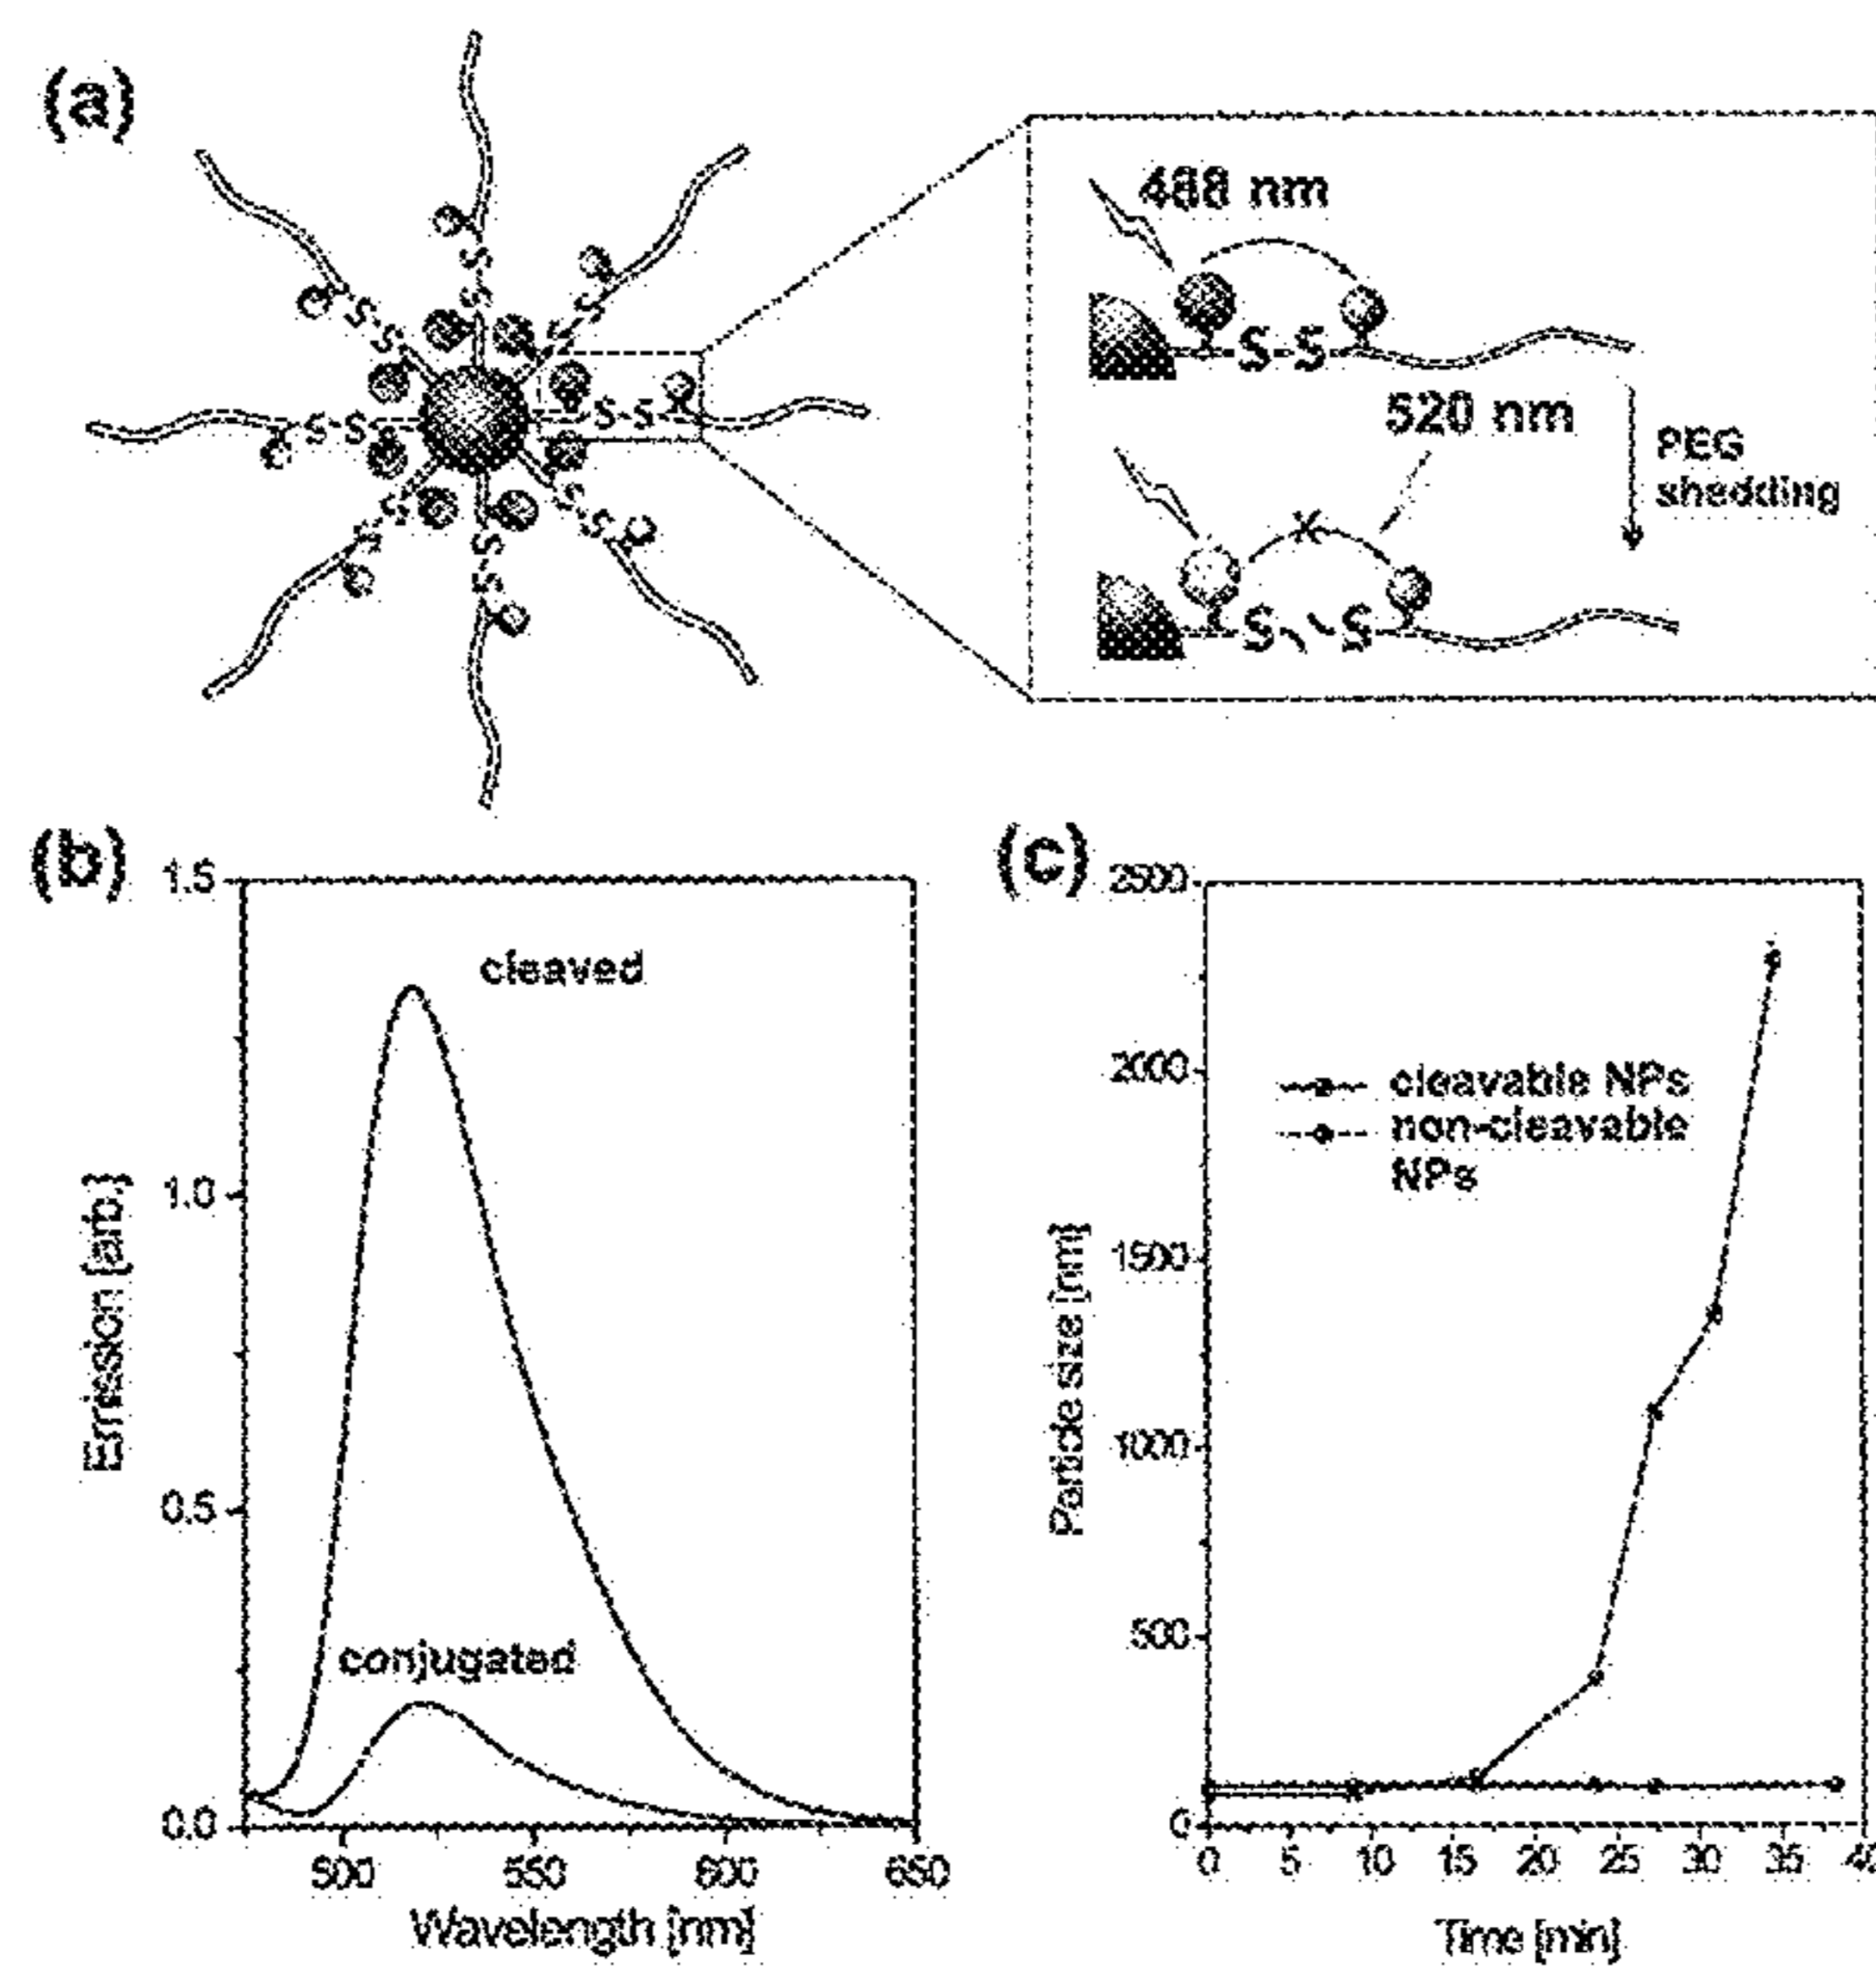 (a)
488 nm
S-S
520 nm
PEG
shedding
S S
(b)
1.5
1.0
0.5
0.0
Emission [arb.]
cleaved
conjugated
500 550 600 650
Wavelength [nm]
(c)
2500
2000
1500
1000
500
0
Particle size [nm]
cleavable NPs
non-cleavable
NPs
0 5 10 15 20 25 30 35 40
Time [min]